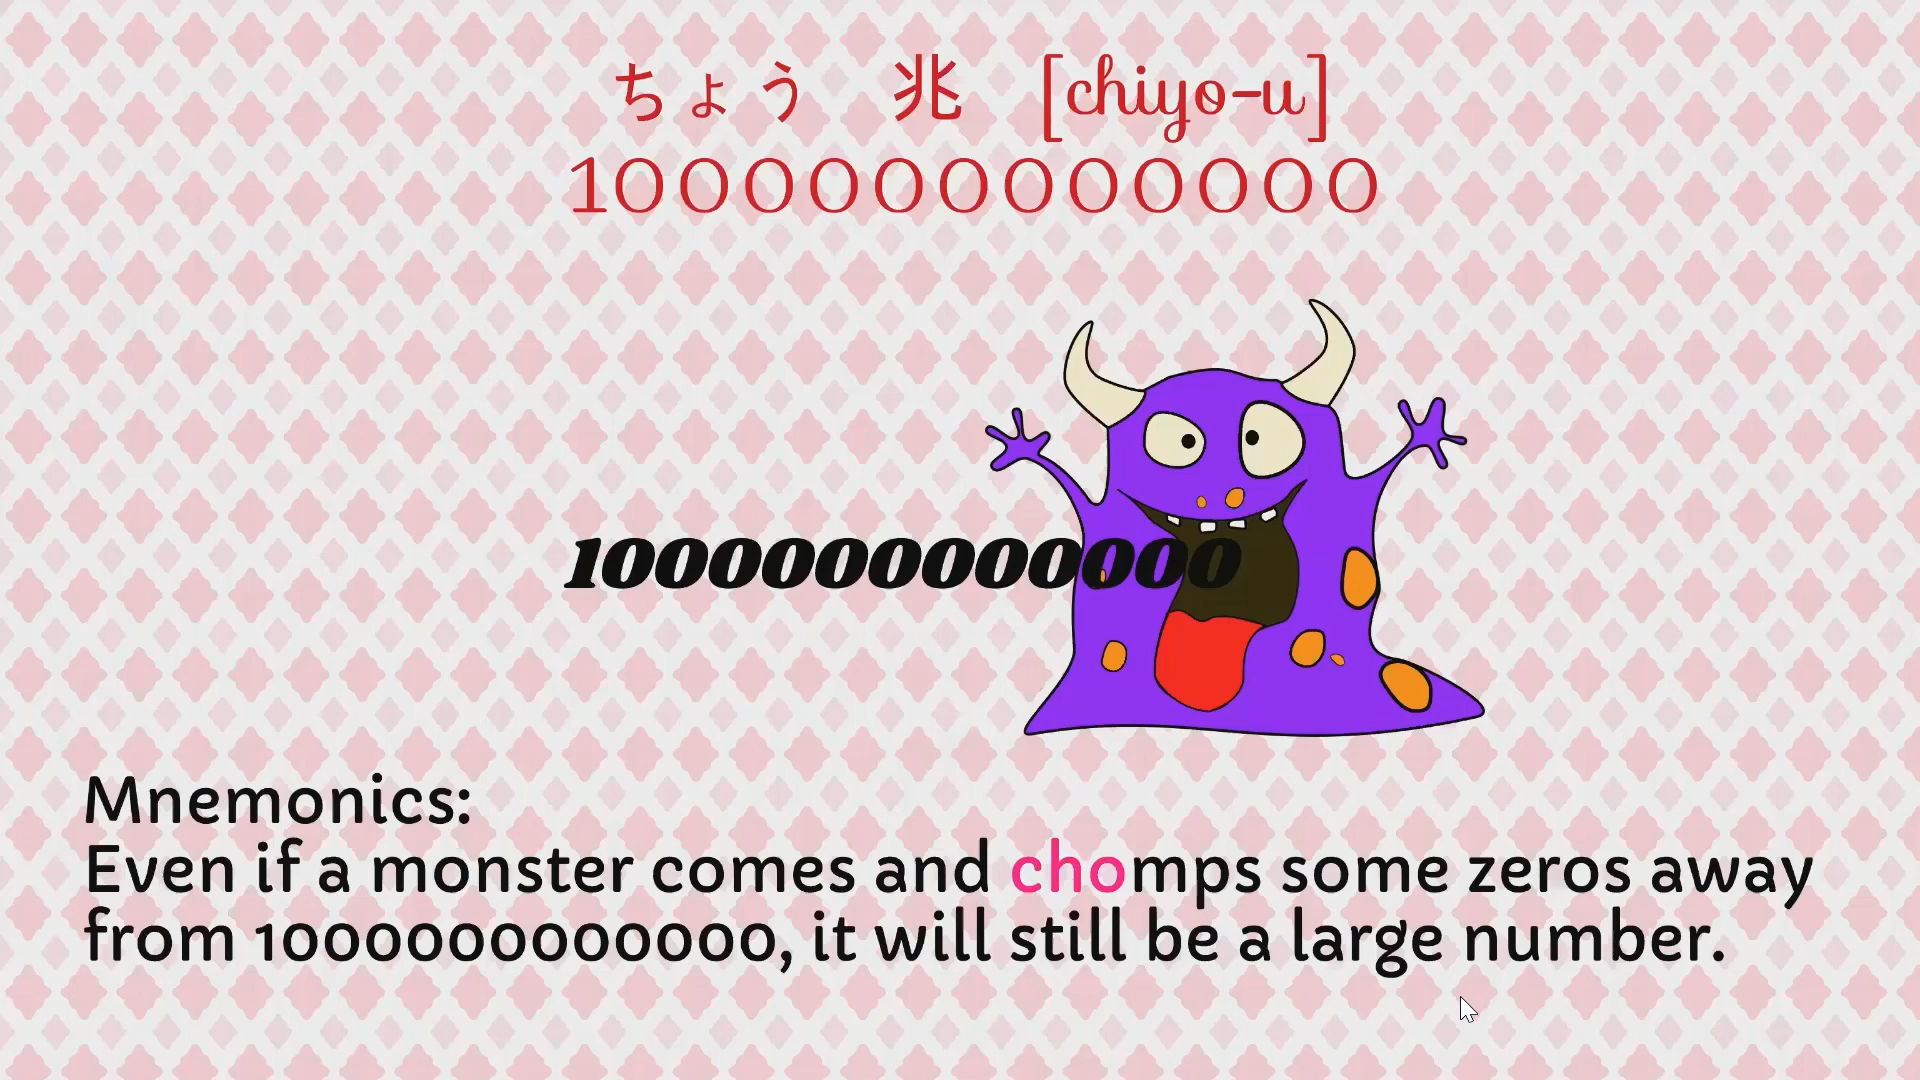 ちょう 兆 [chiyo-u]
1000000000000
1000000000000
Mnemonics:
Even if a monster comes and chomps some zeros away
from 1000000000000, it will still be a large number.